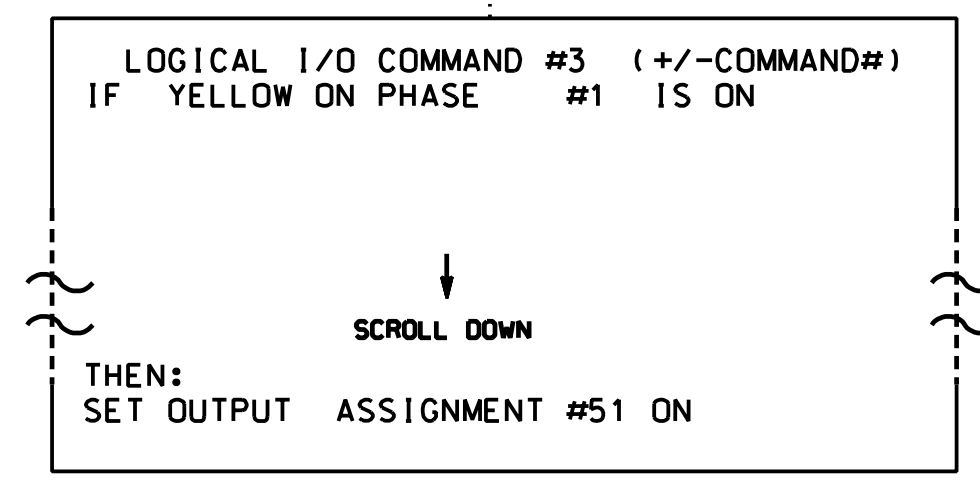 LOGICAL I/O COMMAND #3 (+/-COMMAND#)
IF YELLOW ON PHASE #1 IS ON
SCROLL DOWN
THEN:
SET OUTPUT ASSIGNMENT #51 ON